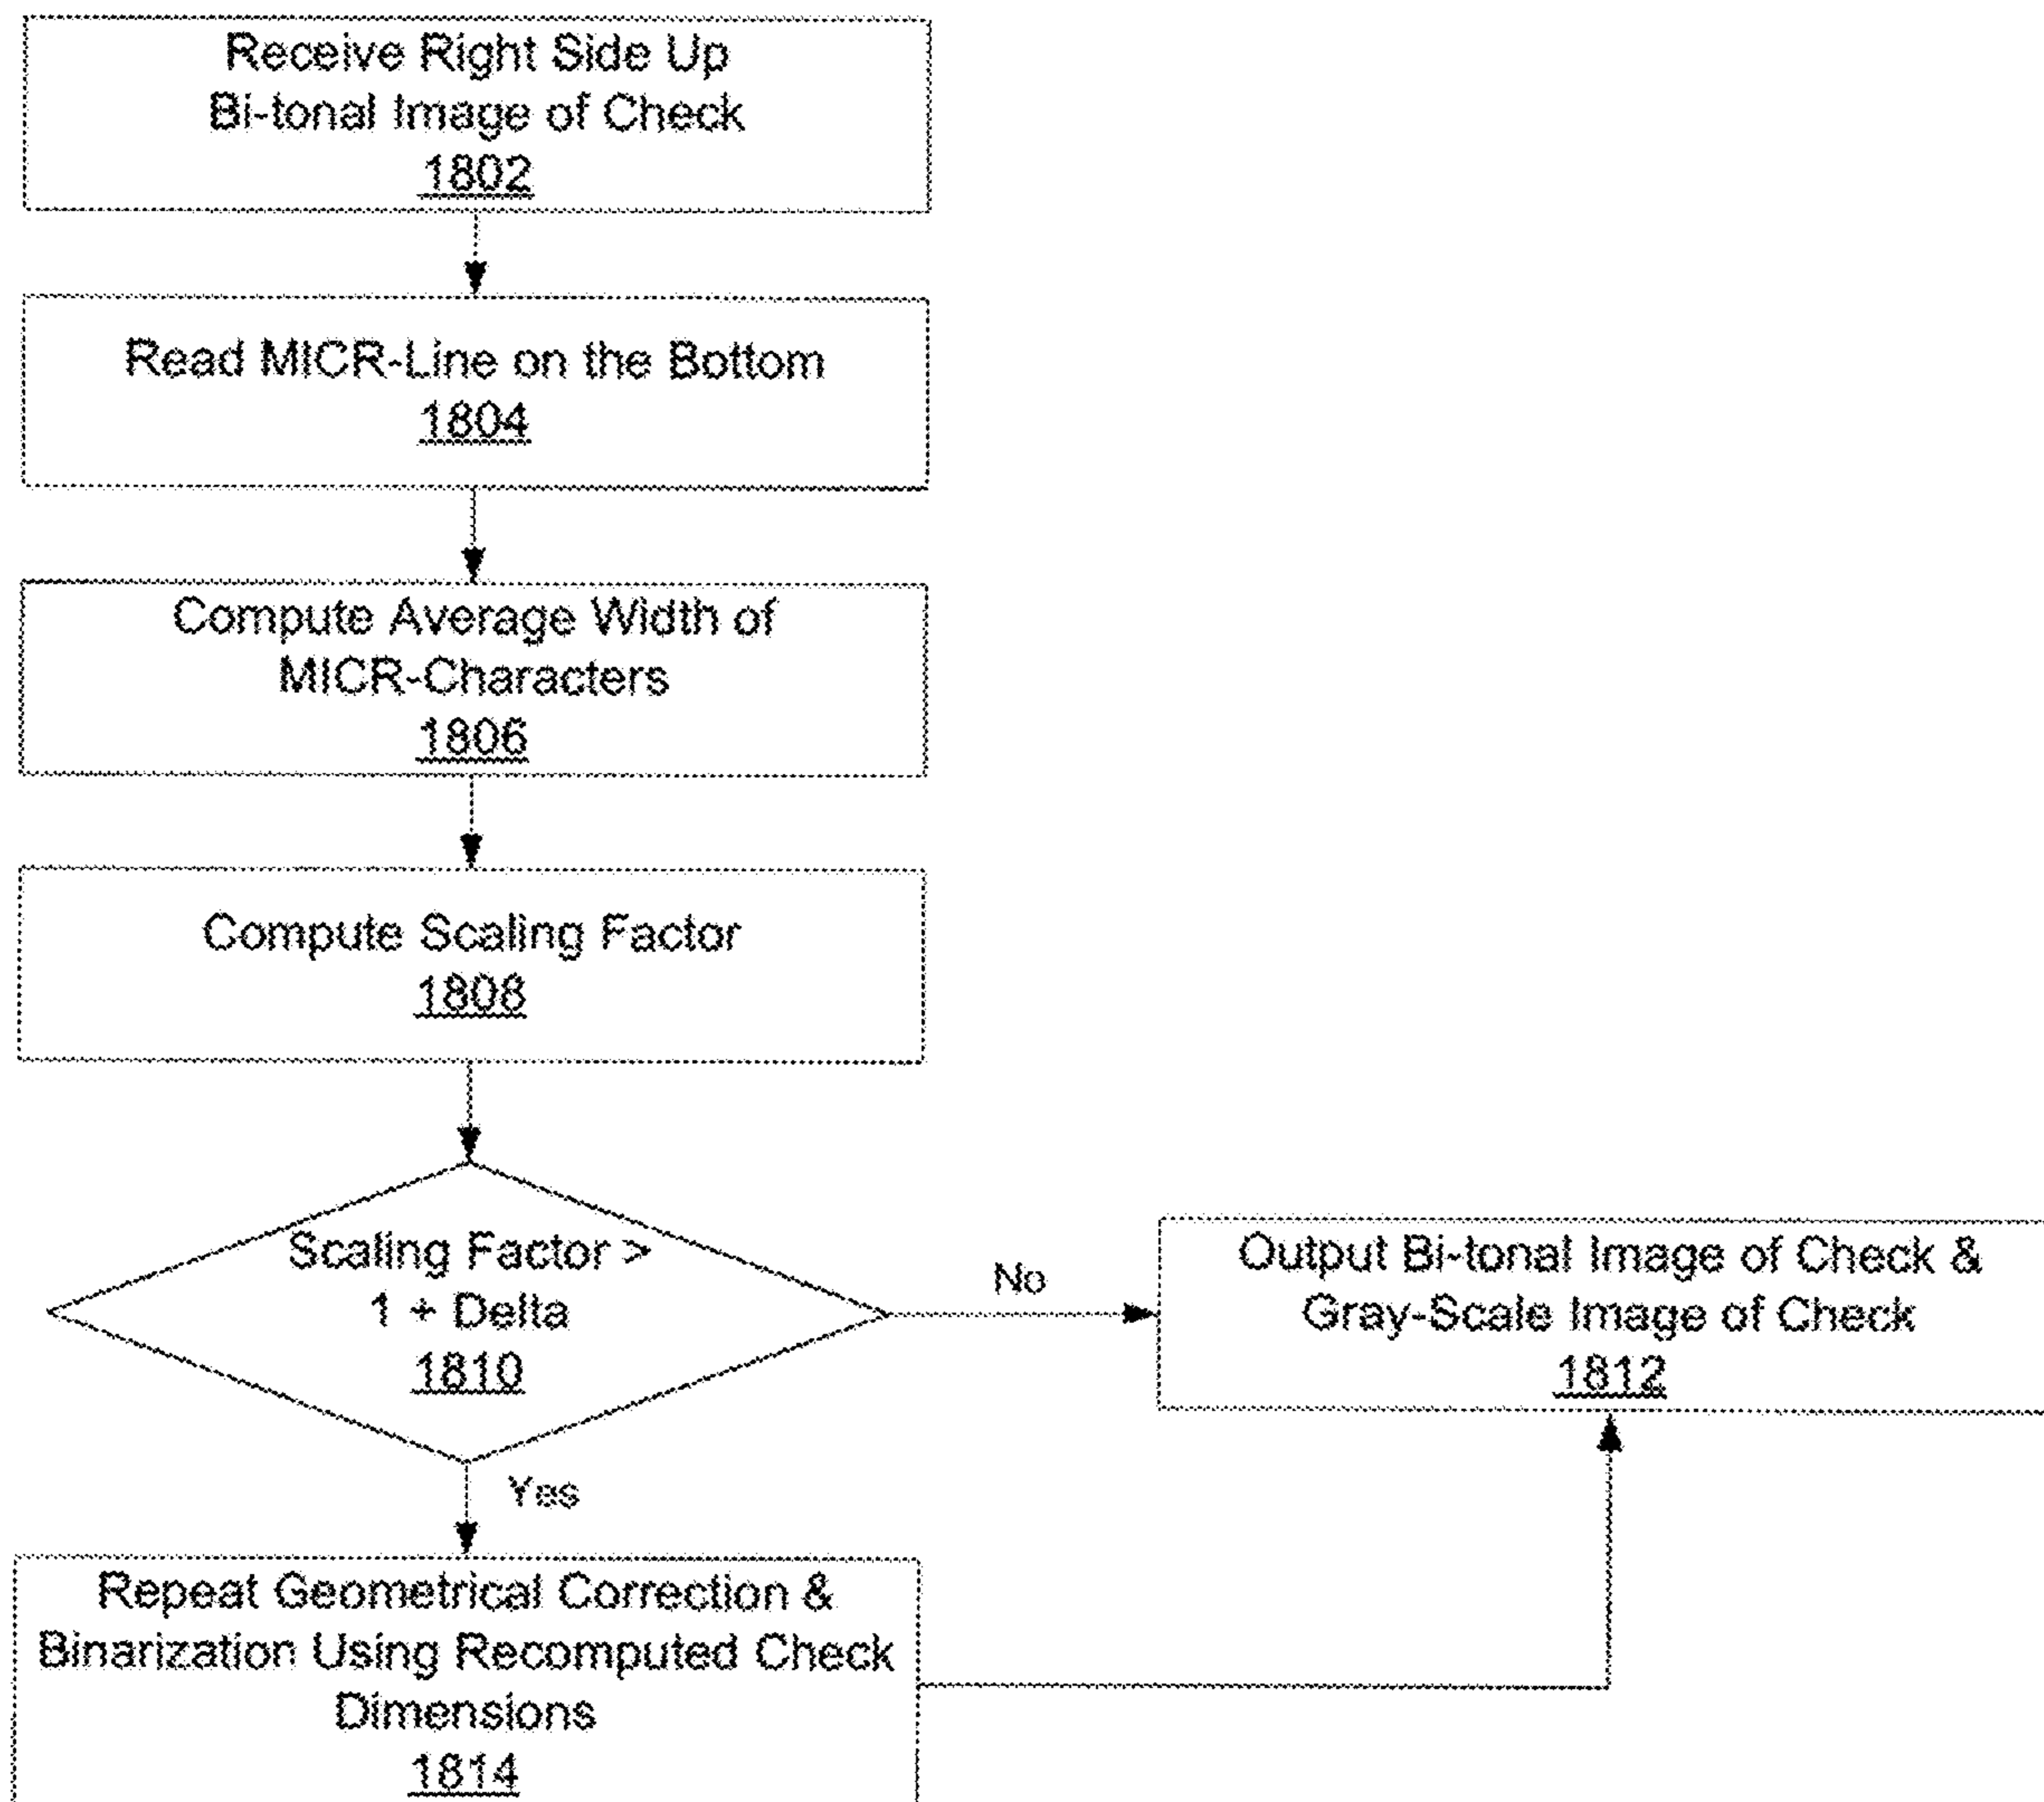 Receive Right Side Up
Bi-tonal Image of Check
1802
Read MICR-Line on the Bottom
1804
Compute Average Width of
MICR-Characters
1806
Compute Scaling Factor
1808
Scaling Factor >
1 + Delta
1810
No
Output Bi-tonal Image of Check &
Gray-Scale Image of Check
1812
Yes
Repeat Geometrical Correction &
Binarization Using Recomputed Check
Dimensions
1814